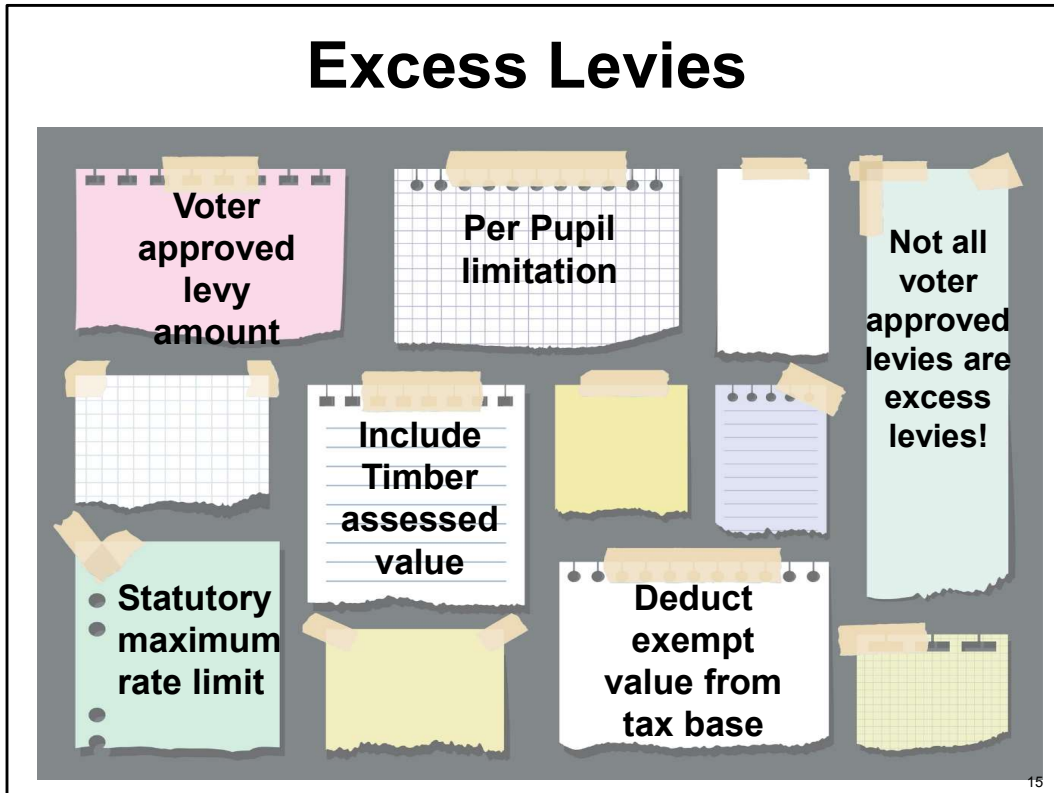 Excess Levies
Voter
approved
levy
amount
Per Pupil
limitation
Not all
voter
approved
levies are
excess
levies!
Include
Timber
assessed
value
Statutory
maximum
rate limit
Deduct
exempt
value from
tax base
15